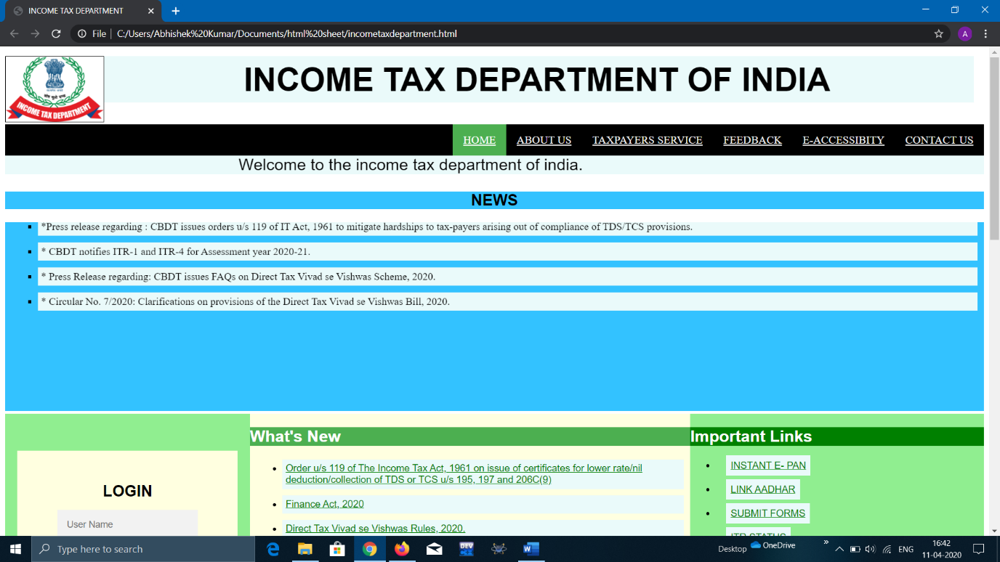 INCOME TAX DEPARTMENT
File
C:/Users/Abhishek%20Kumar/Documents/html%20sheet/incometaxdepartment.html
A
INCOME TAX DEPARTMENT
INCOME TAX DEPARTMENT OF INDIA
HOME ABOUT US TAXPAYERS SERVICE FEEDBACK E-ACCESSIBITY CONTACT US
Welcome to the income tax department of india.
NEWS
*Press release regarding : CBDT issues orders u/s 119 of IT Act, 1961 to mitigate hardships to tax-payers arising out of compliance of TDS/TCS provisions.
* CBDT notifies ITR-1 and ITR-4 for Assessment year 2020-21.
* Press Release regarding: CBDT issues FAQs on Direct Tax Vivad se Vishwas Scheme, 2020.
* Circular No. 7/2020: Clarifications on provisions of the Direct Tax Vivad se Vishwas Bill, 2020.
LOGIN
User Name
What's New
Order u/s 119 of The Income Tax Act, 1961 on issue of certificates for lower rate/nil
deduction/collection of TDS or TCS u/s 195, 197 and 206C(9)
Finance Act, 2020
Direct Tax Vivad se Vishwas Rules, 2020.
Important Links
INSTANT E- PAN
LINK AADHAR
SUBMIT FORMS
ITR STATUS
Type here to search
DEV
Desktop
OneDrive
ENG
16:42
11-04-2020